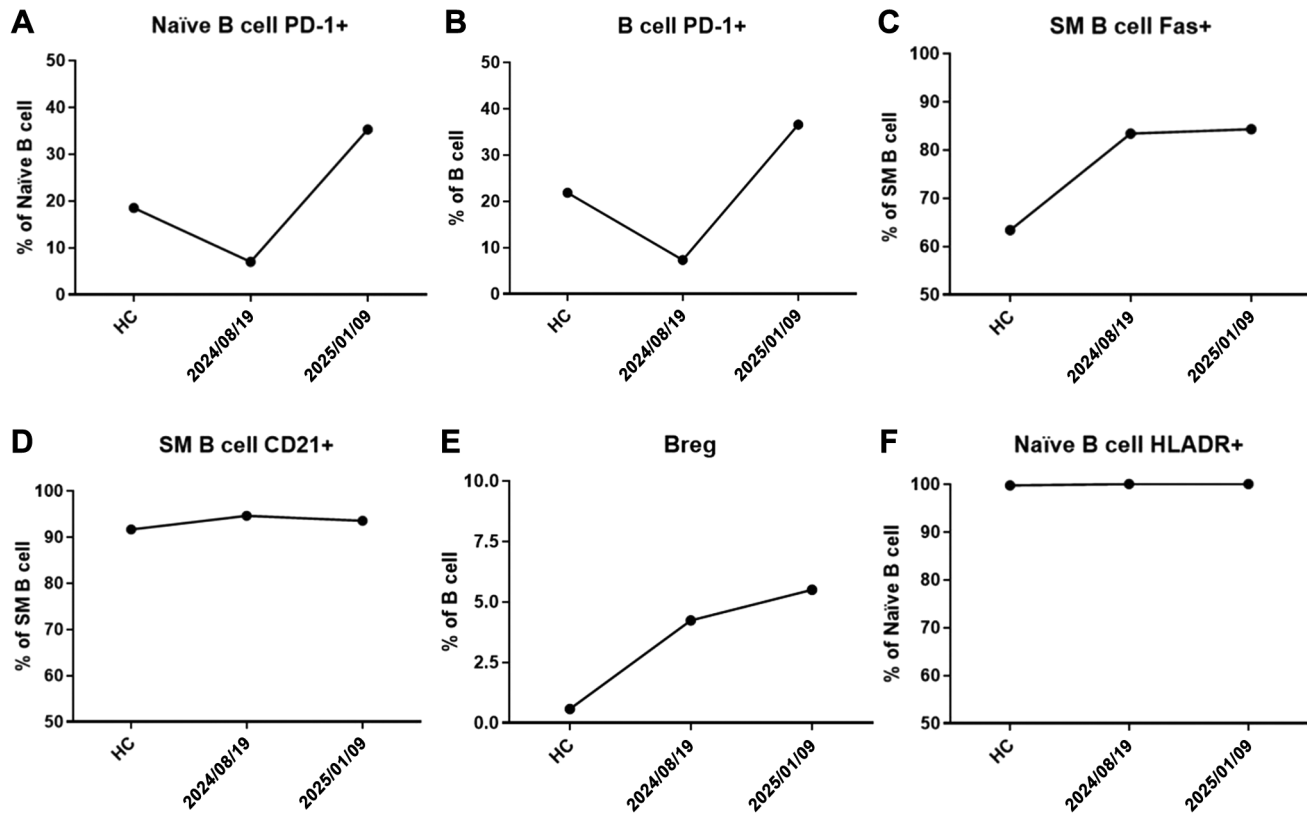 A Naïve B cell PD-1+
% of Naïve B cell
50
40
30
20
10
0
HC
2024/08/19
2025/01/09
B B cell PD-1+
% of B cell
50
40
30
20
10
0
HC
2024/08/19
2025/01/09
C SM B cell Fas+
% of SM B cell
100
90
80
70
60
50
HC
2024/08/19
2025/01/09
D SM B cell CD21+
% of SM B cell
100
90
80
70
60
50
HC
2024/08/19
2025/01/09
E Breg
% of B cell
10.0
7.5
5.0
2.5
0.0
HC
2024/08/19
2025/01/09
F Naïve B cell HLADR+
% of Naïve B cell
100
90
80
70
60
50
HC
2024/08/19
2025/01/09